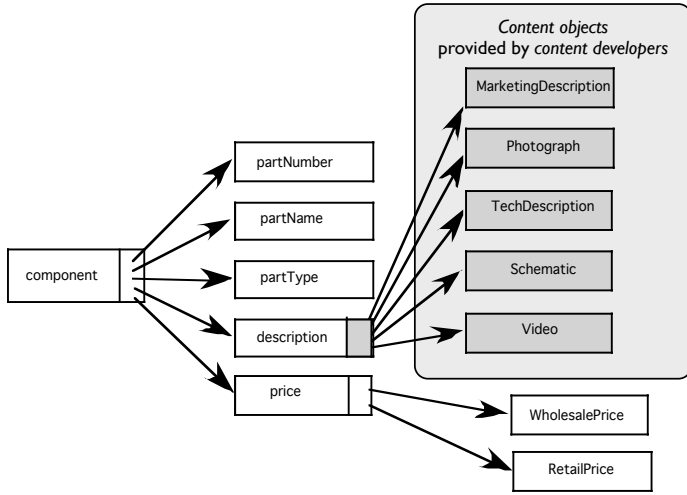 Content objects
provided by content developers
MarketingDescription
Photograph
TechDescription
Schematic
Video
partNumber
partName
partType
component
description
price
WholesalePrice
RetailPrice